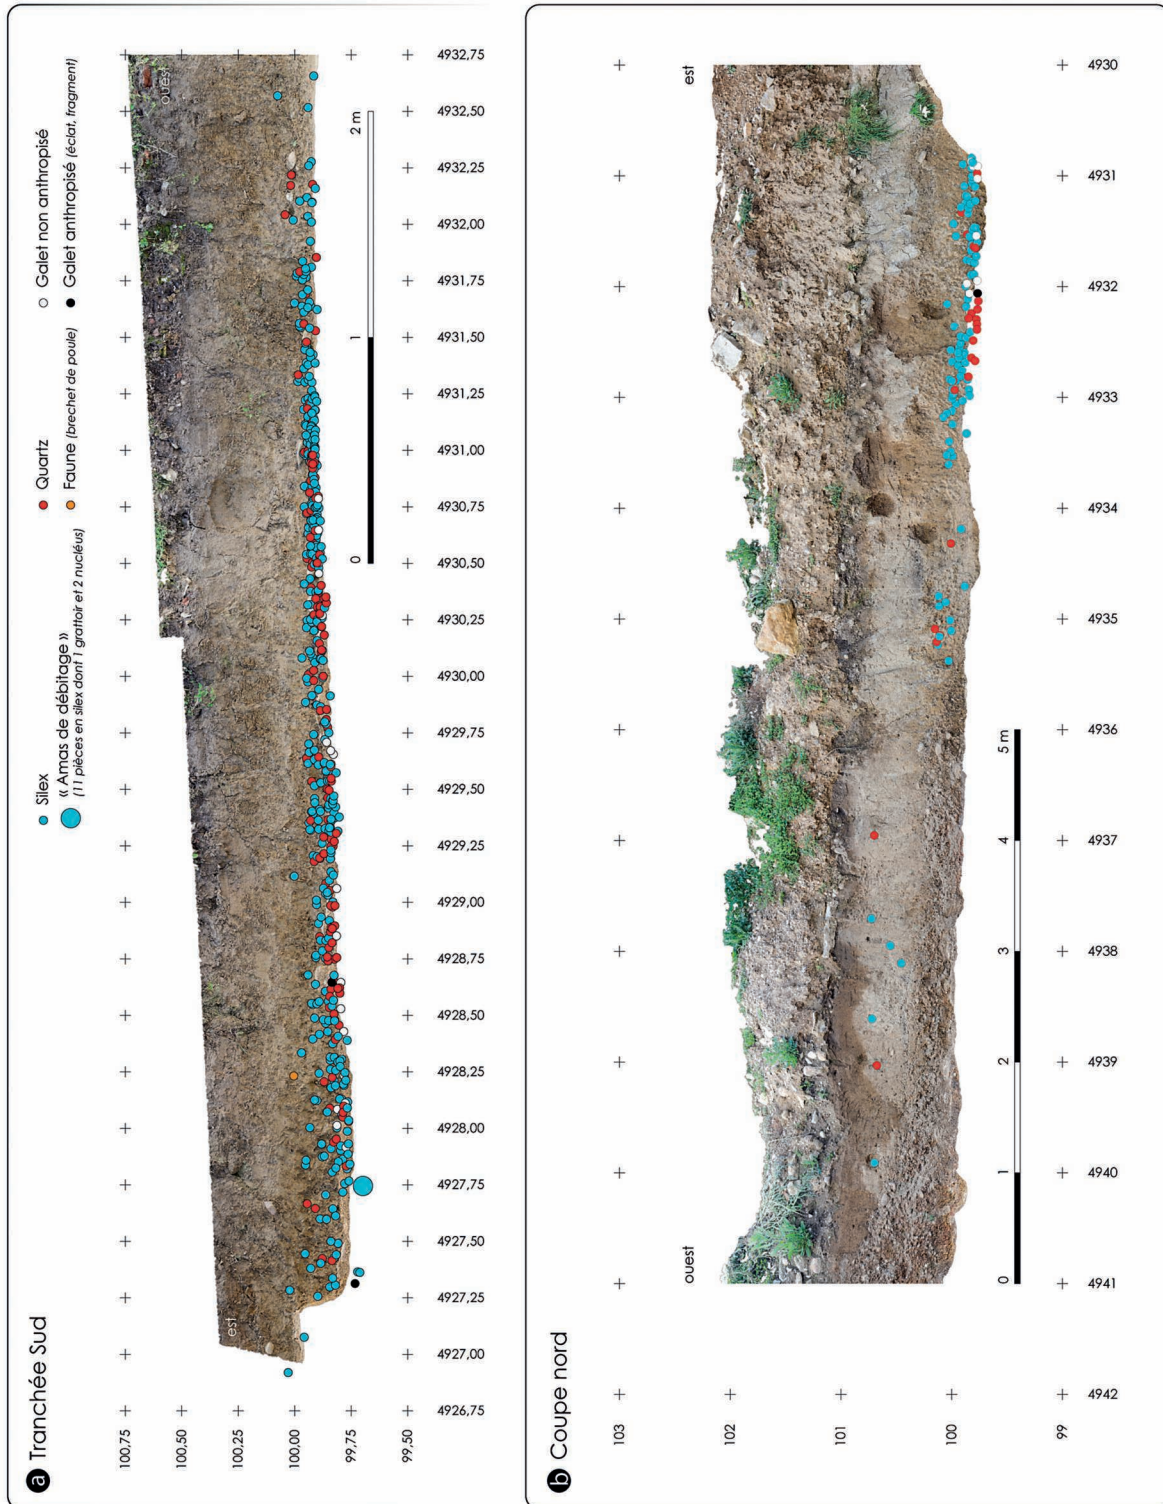 a Tranchée Sud
Silex
Quartz
Galet non anthropisé
« Amas de débitage »
(11 pièces en silex dont 1 grattoir et 2 nucléus)
Faune (brechet de poule)
Galet anthropisé (éclat, fragment)
100,75
100,50
100,25
100,00
99,75
99,50
est
ouest
0 1 2 m
4926,75 4927,00 4927,25 4927,50 4927,75 4928,00 4928,25 4928,50 4928,75 4929,00 4929,25 4929,50 4929,75 4930,00 4930,25 4930,50 4930,75 4931,00 4931,25 4931,50 4931,75 4932,00 4932,25 4932,50 4932,75
b Coupe nord
103
102
101
100
99
ouest
est
0 1 2 3 4 5 m
4942 4941 4940 4939 4938 4937 4936 4935 4934 4933 4932 4931 4930